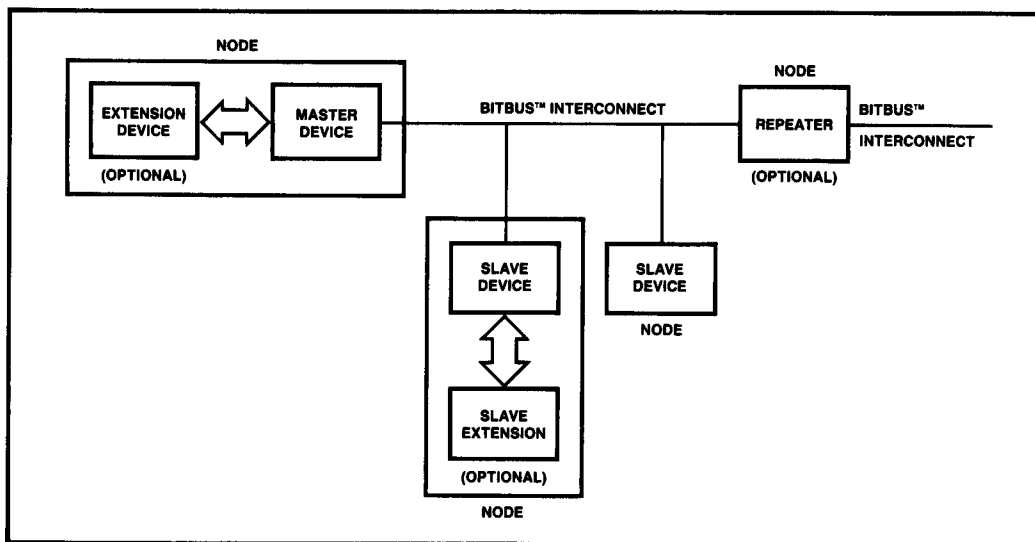 NODE
EXTENSION
DEVICE
(OPTIONAL)
MASTER
DEVICE
BITBUS™ INTERCONNECT
NODE
REPEATER
(OPTIONAL)
BITBUS™
INTERCONNECT
SLAVE
DEVICE
SLAVE
EXTENSION
(OPTIONAL)
NODE
SLAVE
DEVICE
NODE